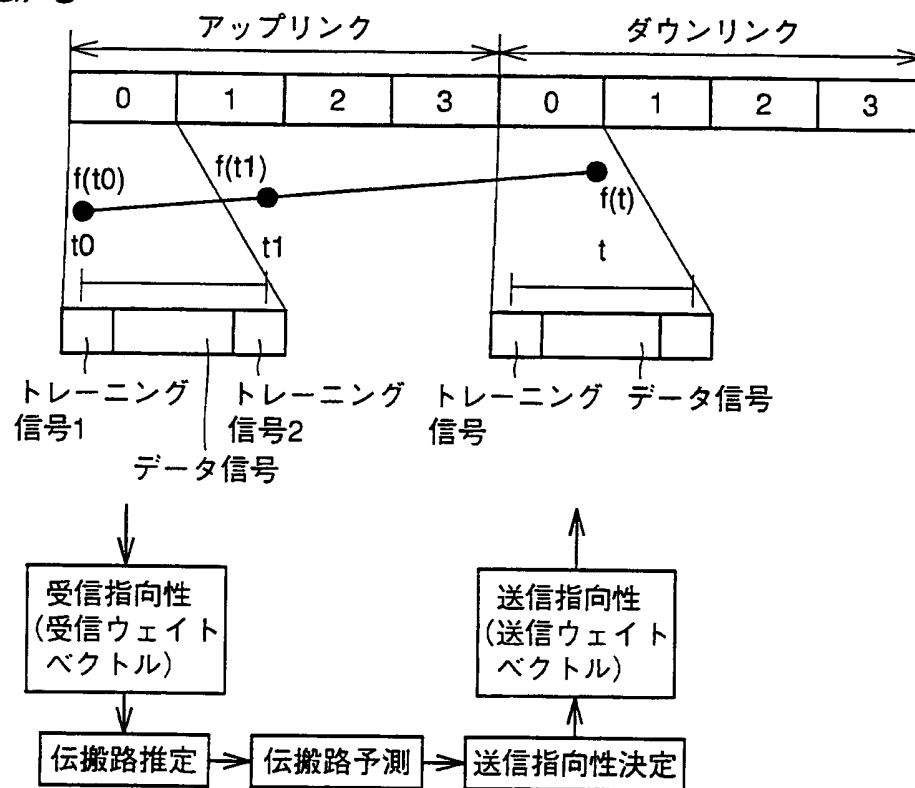 アップリンク
ダウンリンク
0 1 2 3 0 1 2 3
f(t0)
f(t1)
f(t)
t0
t1
t
トレーニング
信号1
トレーニング
信号2
データ信号
トレーニング
信号
データ信号
受信指向性
(受信ウェイト
ベクトル)
送信指向性
(送信ウェイト
ベクトル)
伝搬路推定
伝搬路予測
送信指向性決定